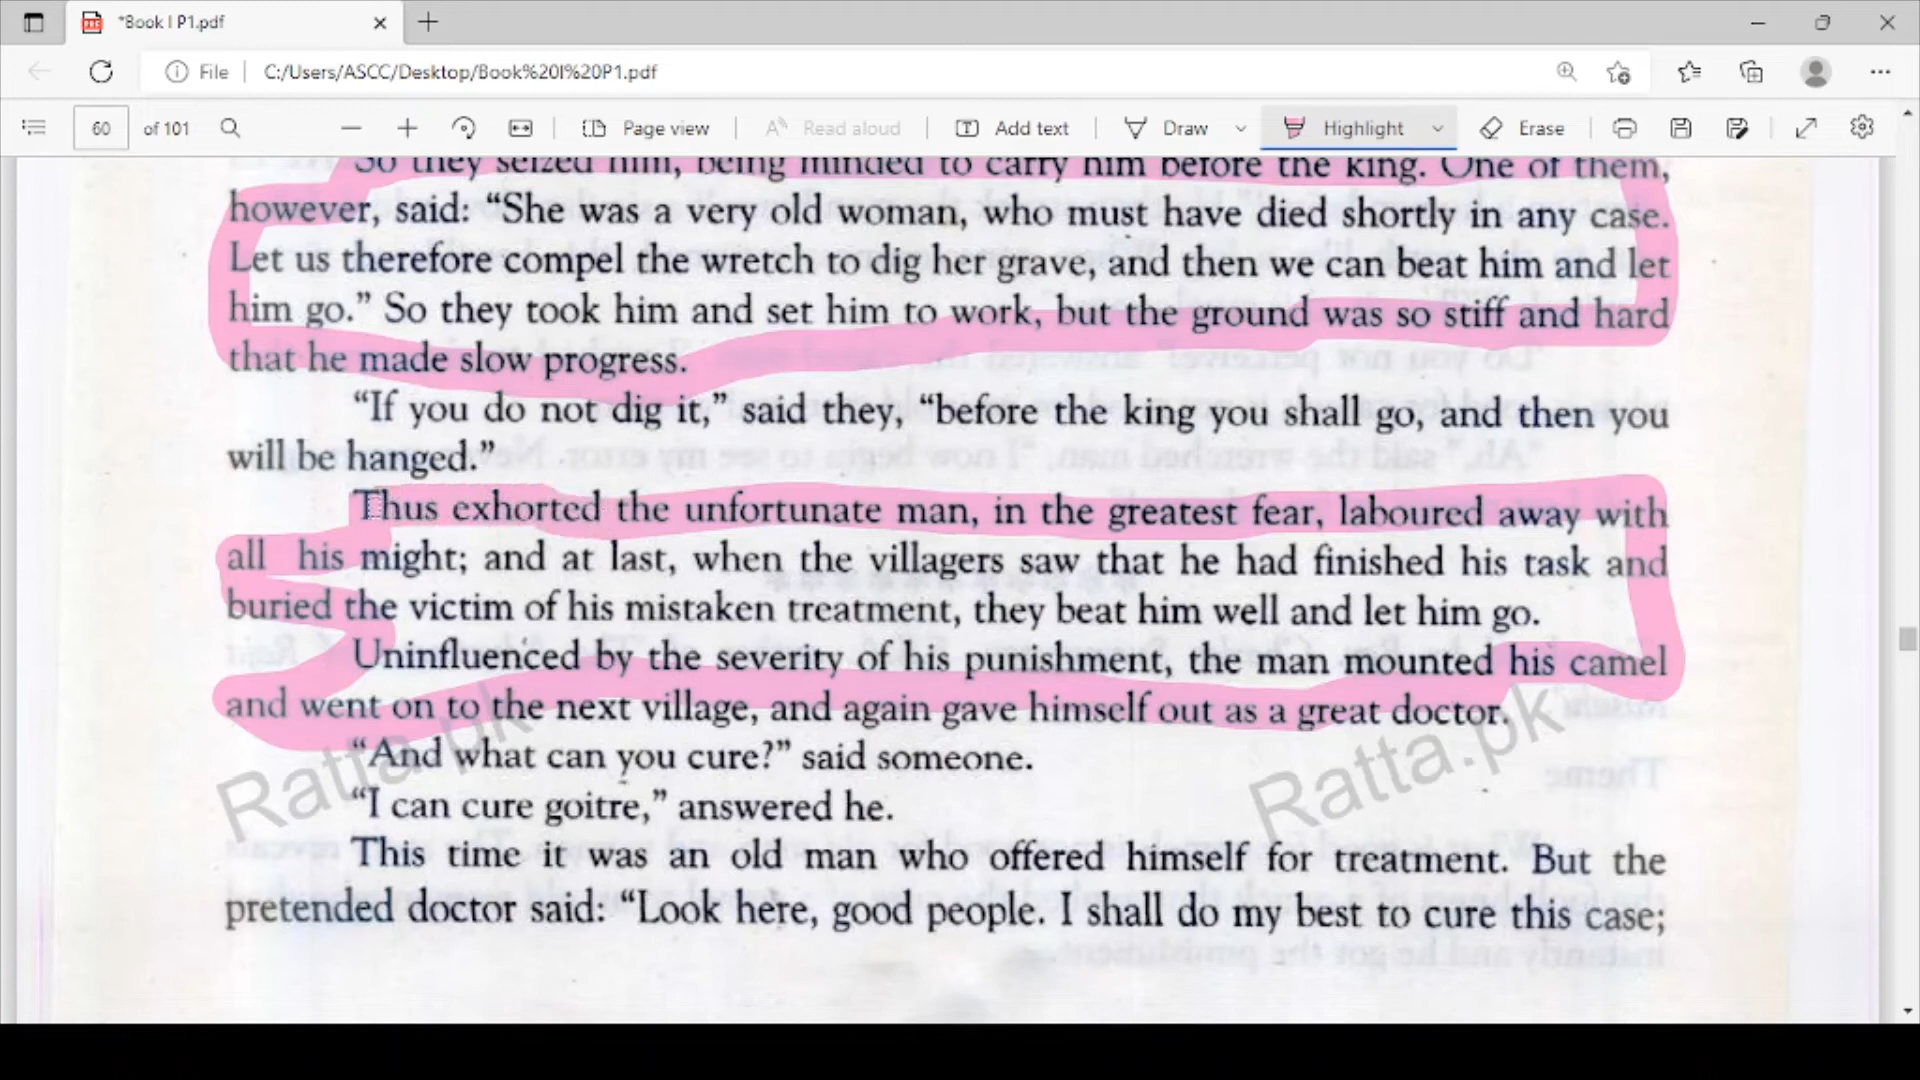 *Book I P1.pdf
File
C:/Users/ASCC/Desktop/Book%20I%20P1.pdf
60 of 101
Page view
Read aloud
Add text
Draw
Highlight
Erase
So they seized him, being minded to carry him before the king. One of them,
however, said: “She was a very old woman, who must have died shortly in any case.
Let us therefore compel the wretch to dig her grave, and then we can beat him and let
him go.” So they took him and set him to work, but the ground was so stiff and hard
that he made slow progress.
“If you do not dig it,” said they, “before the king you shall go, and then you
will be hanged.”
Thus exhorted the unfortunate man, in the greatest fear, laboured away with
all his might; and at last, when the villagers saw that he had finished his task and
buried the victim of his mistaken treatment, they beat him well and let him go.
Uninfluenced by the severity of his punishment, the man mounted his camel
and went on to the next village, and again gave himself out as a great doctor.
“And what can you cure?” said someone.
“I can cure goitre,” answered he.
This time it was an old man who offered himself for treatment. But the
pretended doctor said: “Look here, good people. I shall do my best to cure this case;
Ratta.pk
Ratta.pk